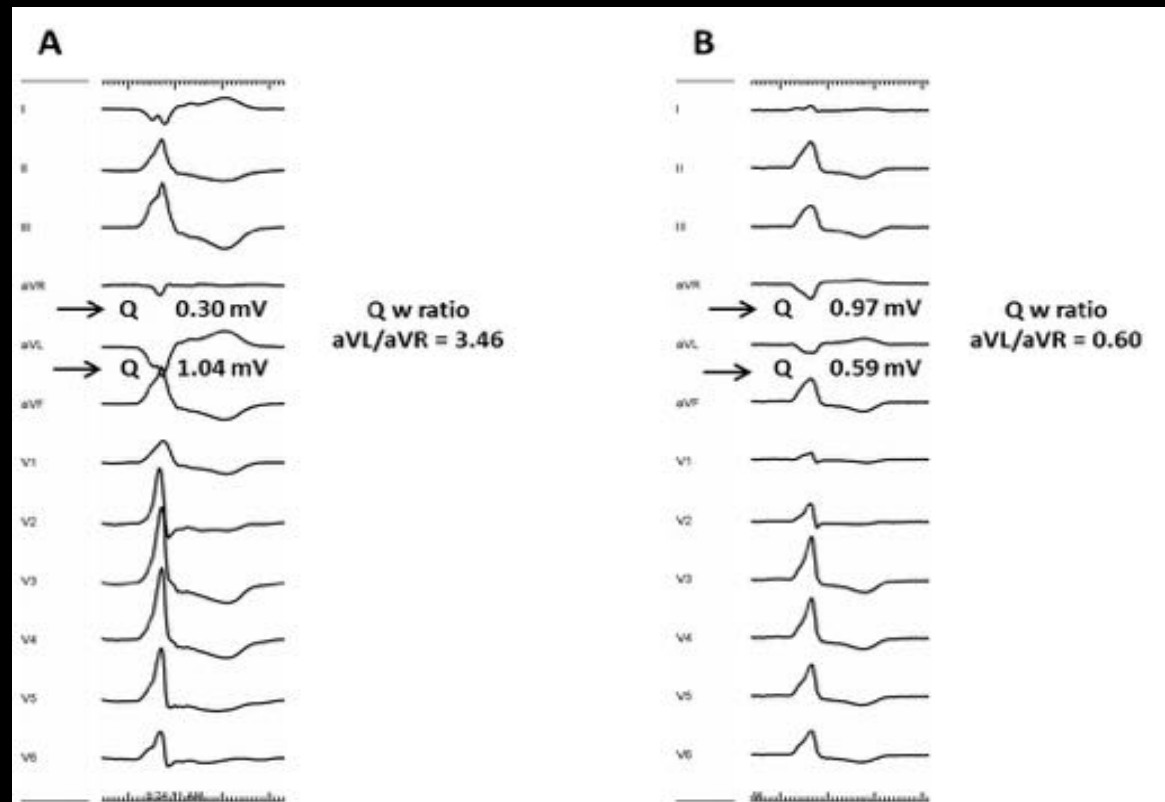 A
I
II
III
aVR
Q 0.30 mV
aVL
Q 1.04 mV
aVF
V1
V2
V3
V4
V5
V6
Q w ratio
aVL/aVR = 3.46
B
I
II
III
aVR
Q 0.97 mV
aVL
Q 0.59 mV
aVF
V1
V2
V3
V4
V5
V6
Q w ratio
aVL/aVR = 0.60